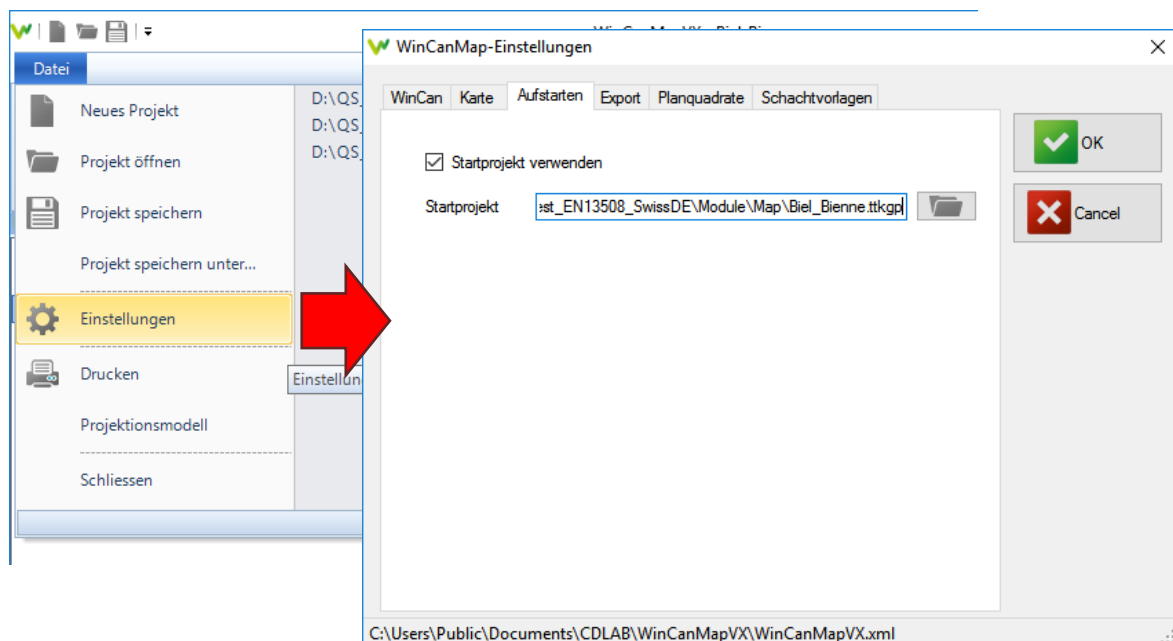 Datei
Neues Projekt
Projekt öffnen
Projekt speichern
Projekt speichern unter...
Einstellungen
Drucken
Projektionsmodell
Schliessen
D:\QS_
D:\QS_
D:\QS_
WinCanMap-Einstellungen
WinCan Karte Aufstarten Export Planquadrate Schachtvorlagen
Startprojekt verwenden
Startprojekt
est_EN13508_SwissDE\Module\Map\Biel_Bienne.ttkgp
OK
Cancel
C:\Users\Public\Documents\CDLAB\WinCanMapVX\WinCanMapVX.xml